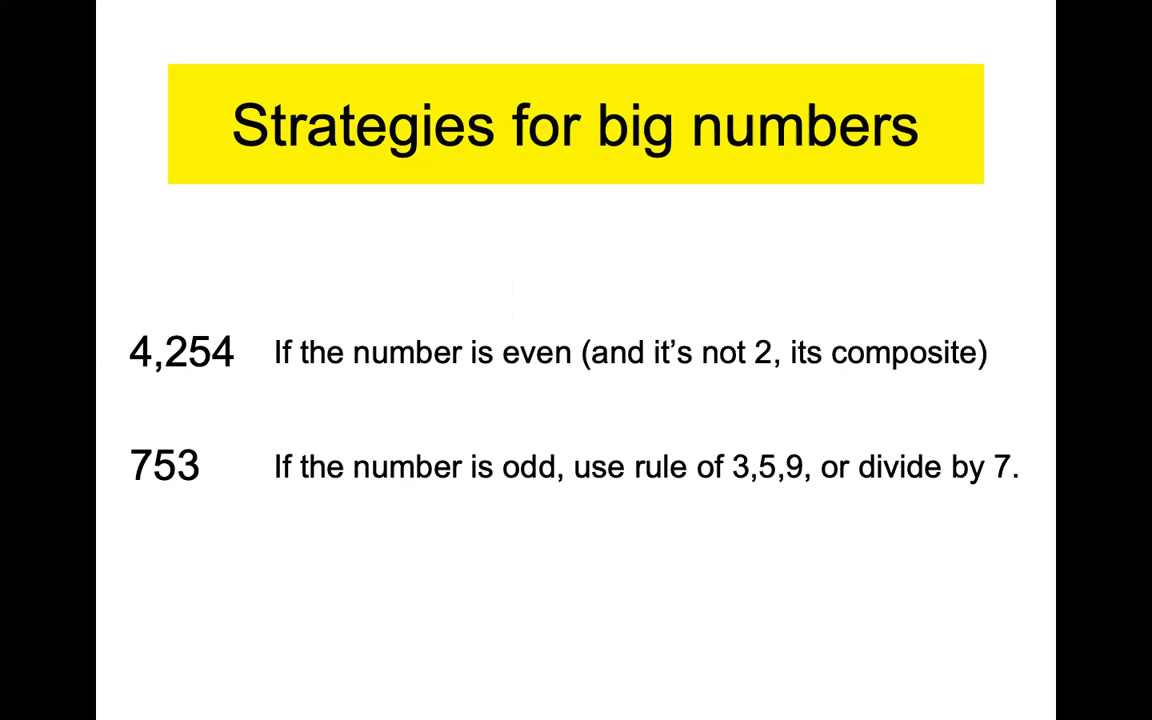 Strategies for big numbers
4,254 If the number is even (and it’s not 2, its composite)
753 If the number is odd, use rule of 3,5,9, or divide by 7.